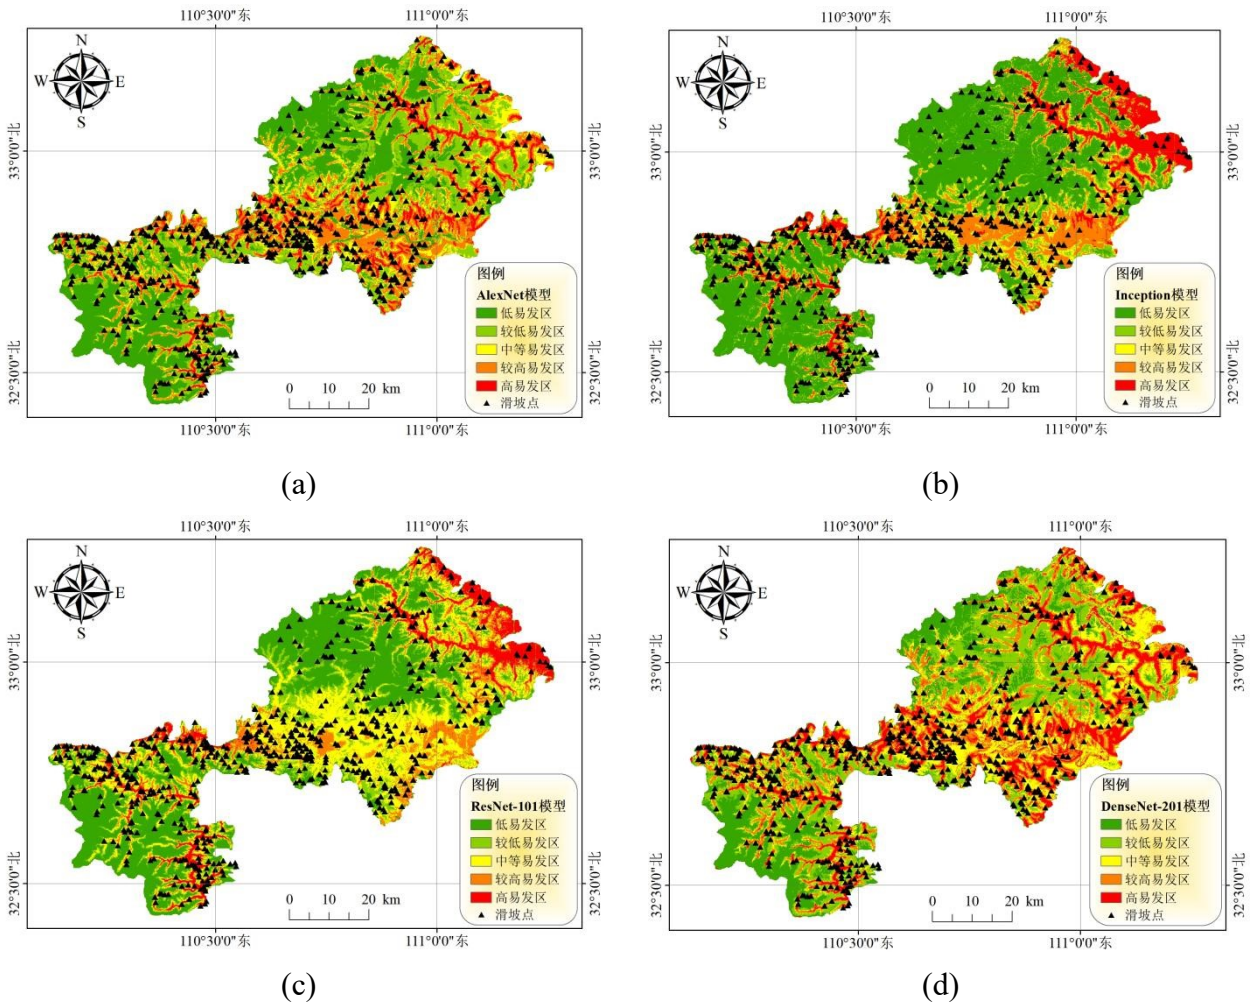 110°30'0"东 111°0'0"东
33°0'0"北
32°30'0"北
N
W E
S
图例
AlexNet模型
低易发区
较低易发区
中等易发区
较高易发区
高易发区
滑坡点
0 10 20 km
33°0'0"北
32°30'0"北
110°30'0"东 111°0'0"东
(a)
110°30'0"东 111°0'0"东
33°0'0"北
32°30'0"北
N
W E
S
图例
Inception模型
低易发区
较低易发区
中等易发区
较高易发区
高易发区
滑坡点
0 10 20 km
33°0'0"北
32°30'0"北
110°30'0"东 111°0'0"东
(b)
110°30'0"东 111°0'0"东
33°0'0"北
32°30'0"北
N
W E
S
图例
ResNet-101模型
低易发区
较低易发区
中等易发区
较高易发区
高易发区
滑坡点
0 10 20 km
33°0'0"北
32°30'0"北
110°30'0"东 111°0'0"东
(c)
110°30'0"东 111°0'0"东
33°0'0"北
32°30'0"北
N
W E
S
图例
DenseNet-201模型
低易发区
较低易发区
中等易发区
较高易发区
高易发区
滑坡点
0 10 20 km
33°0'0"北
32°30'0"北
110°30'0"东 111°0'0"东
(d)